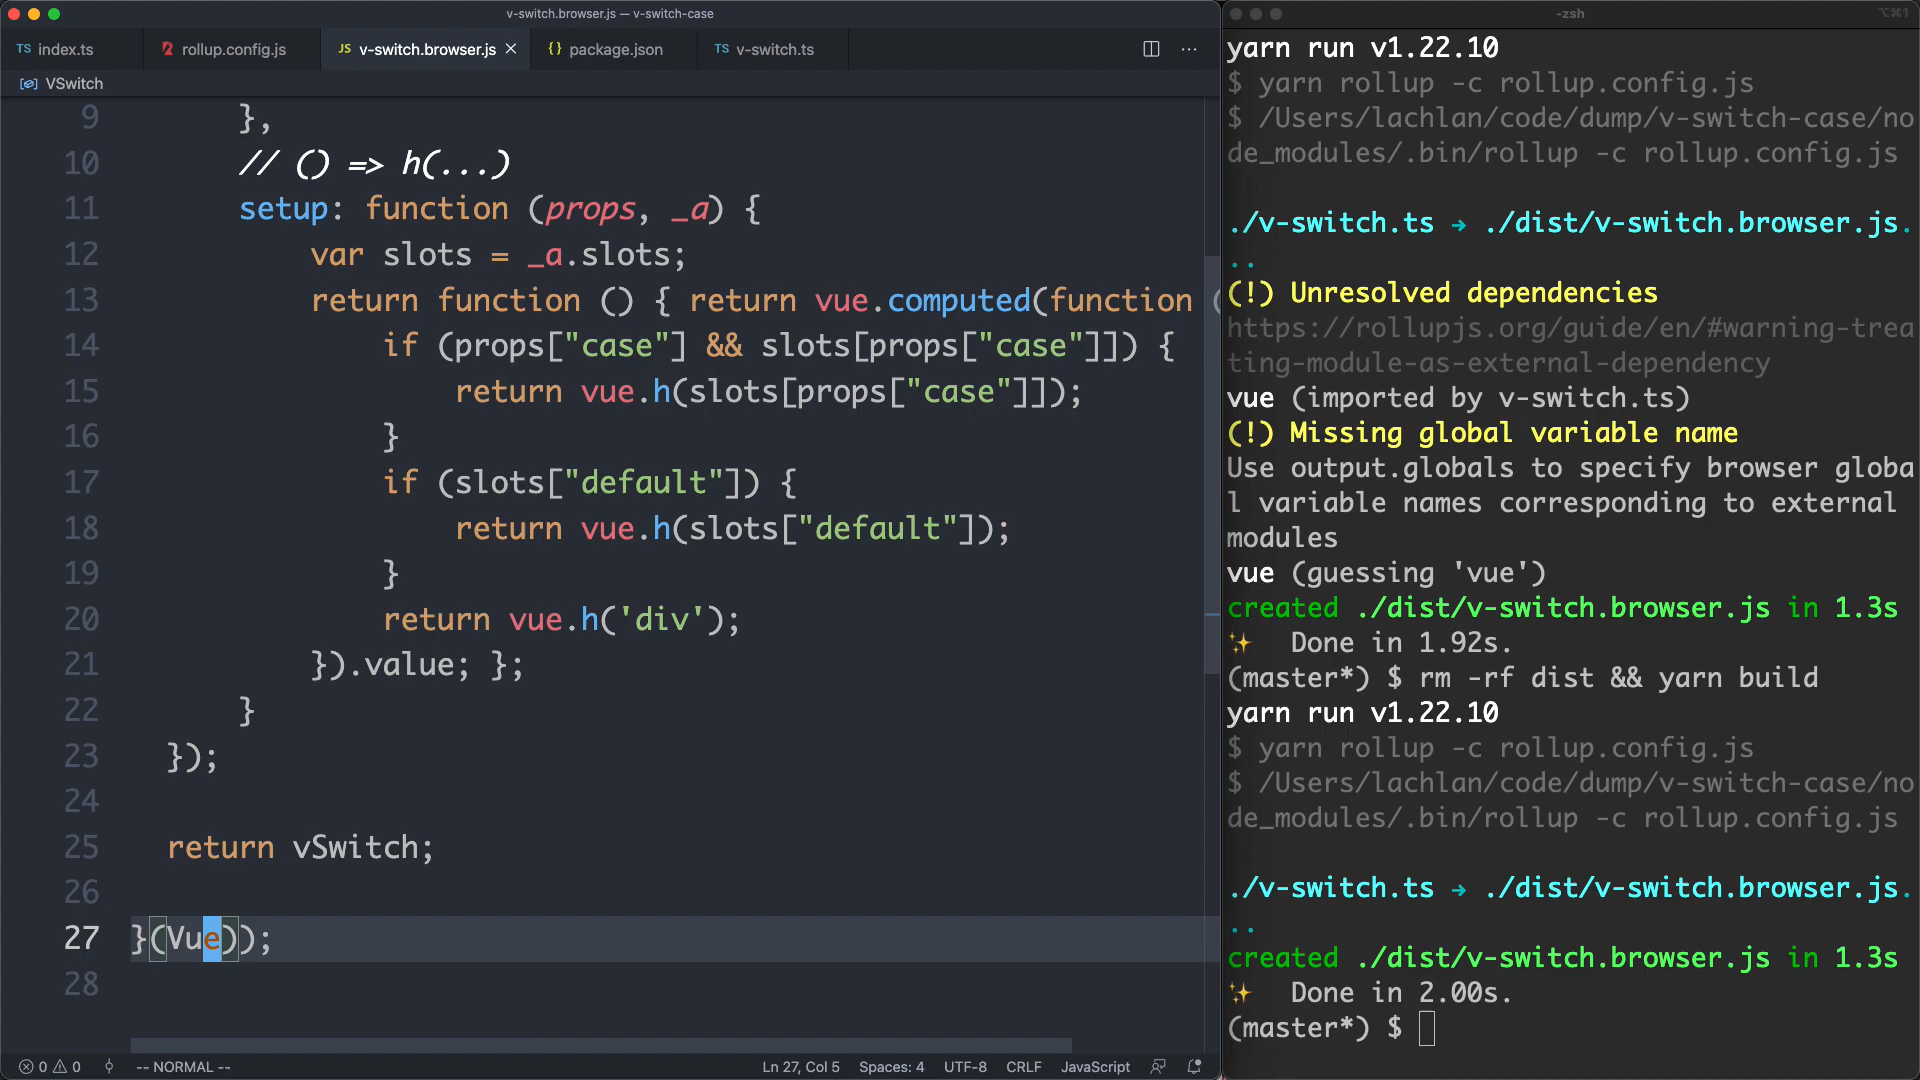 v-switch.browser.js — v-switch-case
TS index.ts
rollup.config.js
JS v-switch.browser.js ×
{} package.json
TS v-switch.ts
VSwitch
9 },
10 // () => h(...)
11 setup: function (props, _a) {
12 var slots = _a.slots;
13 return function () { return vue.computed(function (
14 if (props["case"] && slots[props["case"]]) {
15 return vue.h(slots[props["case"]]);
16 }
17 if (slots["default"]) {
18 return vue.h(slots["default"]);
19 }
20 return vue.h('div');
21 }).value; };
22 }
23 });
24
25 return vSwitch;
26
27 }(Vue));
28
0 0 -- NORMAL --
Ln 27, Col 5 Spaces: 4 UTF-8 CRLF JavaScript
-zsh
⌥⌘1
yarn run v1.22.10
$ yarn rollup -c rollup.config.js
$ /Users/lachlan/code/dump/v-switch-case/no
de_modules/.bin/rollup -c rollup.config.js
./v-switch.ts → ./dist/v-switch.browser.js.
..
(!) Unresolved dependencies
https://rollupjs.org/guide/en/#warning-trea
ting-module-as-external-dependency
vue (imported by v-switch.ts)
(!) Missing global variable name
Use output.globals to specify browser globa
l variable names corresponding to external
modules
vue (guessing 'vue')
created ./dist/v-switch.browser.js in 1.3s
✨ Done in 1.92s.
(master*) $ rm -rf dist && yarn build
yarn run v1.22.10
$ yarn rollup -c rollup.config.js
$ /Users/lachlan/code/dump/v-switch-case/no
de_modules/.bin/rollup -c rollup.config.js
./v-switch.ts → ./dist/v-switch.browser.js.
..
created ./dist/v-switch.browser.js in 1.3s
✨ Done in 2.00s.
(master*) $